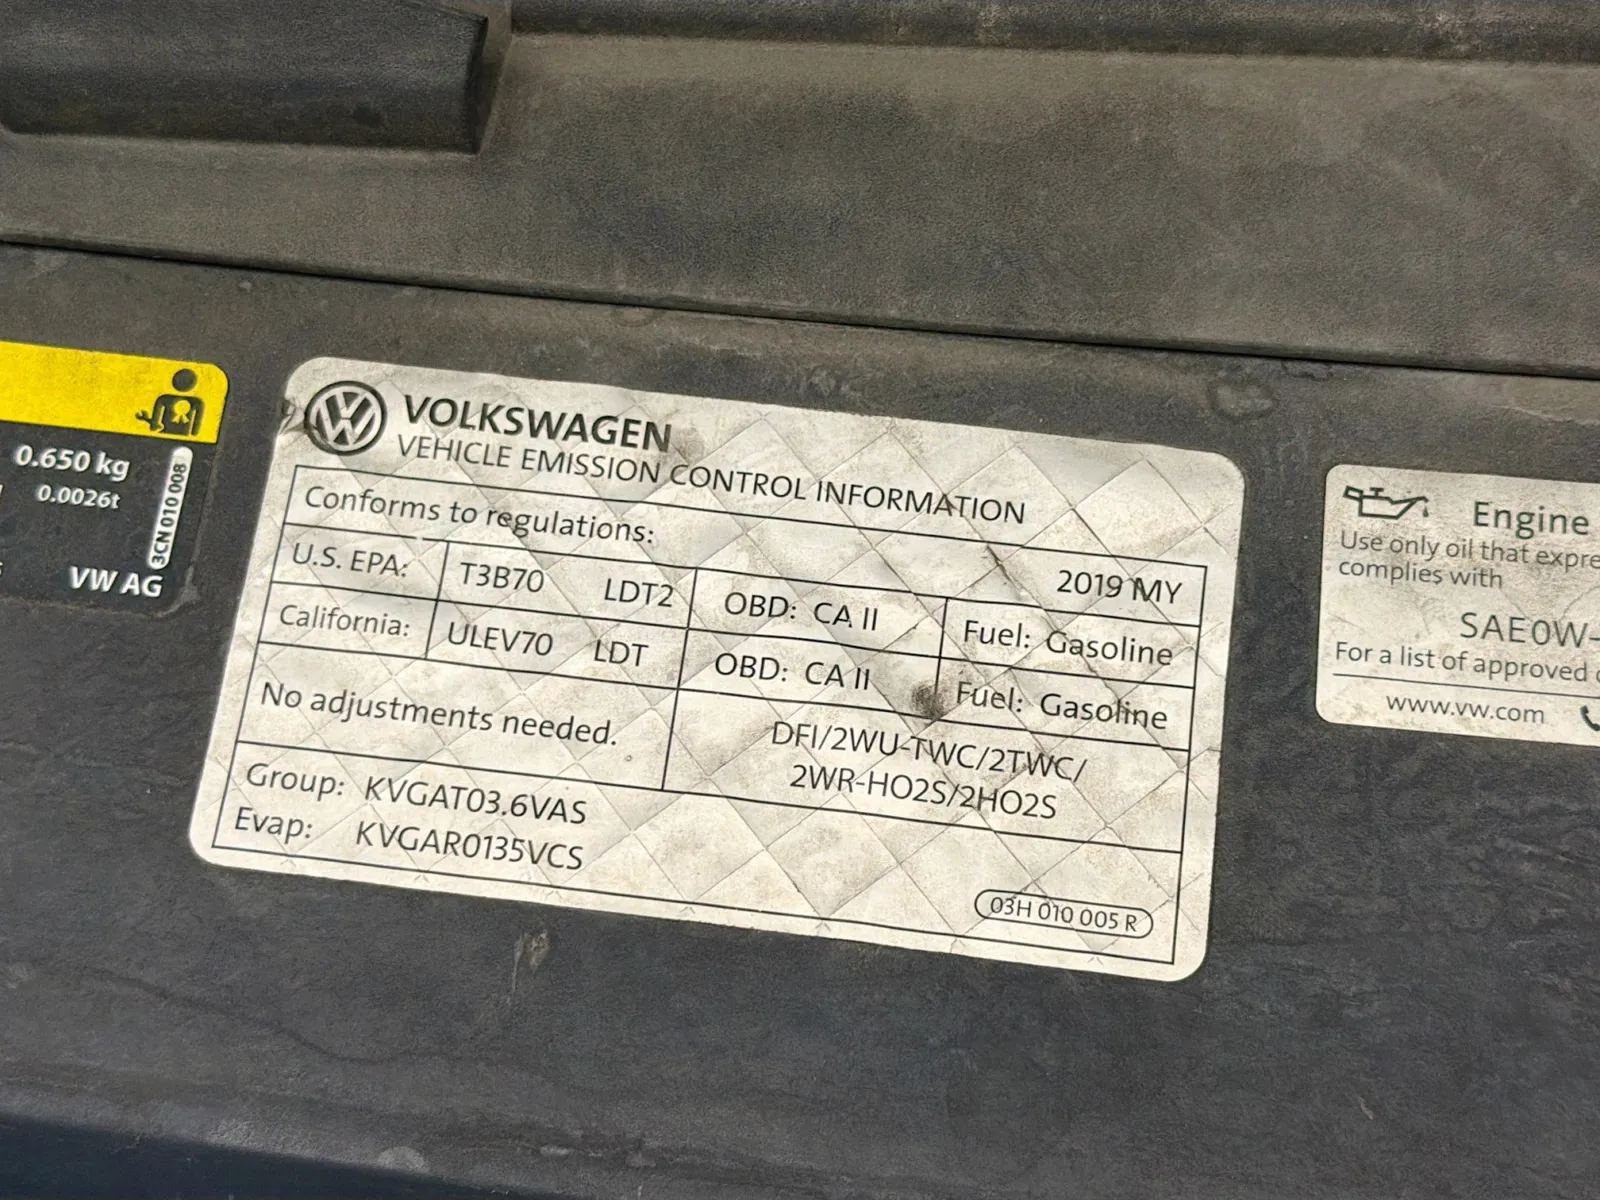 0.650 kg
0.0026t
3CN 010 008
VW AG
VOLKSWAGEN
VEHICLE EMISSION CONTROL INFORMATION
Conforms to regulations: 2019 MY
U.S. EPA: T3B70 LDT2 OBD: CA II Fuel: Gasoline
California: ULEV70 LDT OBD: CA II Fuel: Gasoline
No adjustments needed.
DFI/2WU-TWC/2TWC/
2WR-HO2S/2HO2S
Group: KVGAT03.6VAS
Evap: KVGAR0135VCS
03H 010 005 R
Engine
Use only oil that expre
complies with
SAE0W-
For a list of approved
www.vw.com